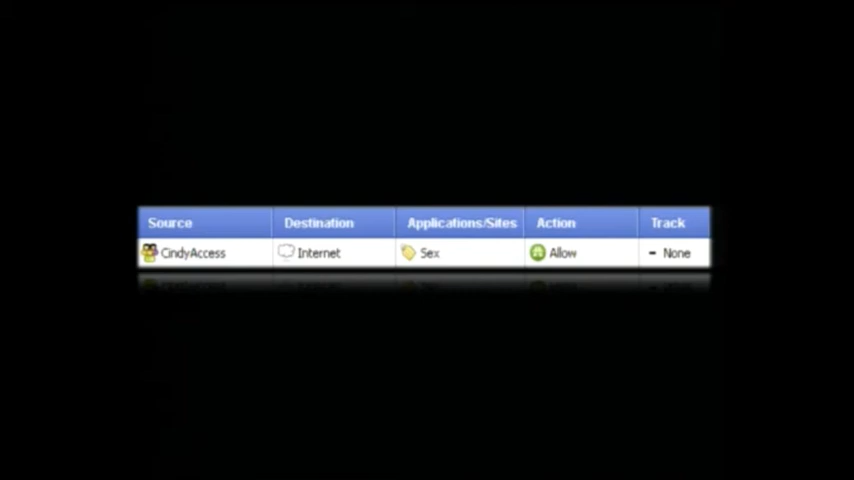 Source Destination Applications/Sites Action Track
CindyAccess Internet Sex Allow None